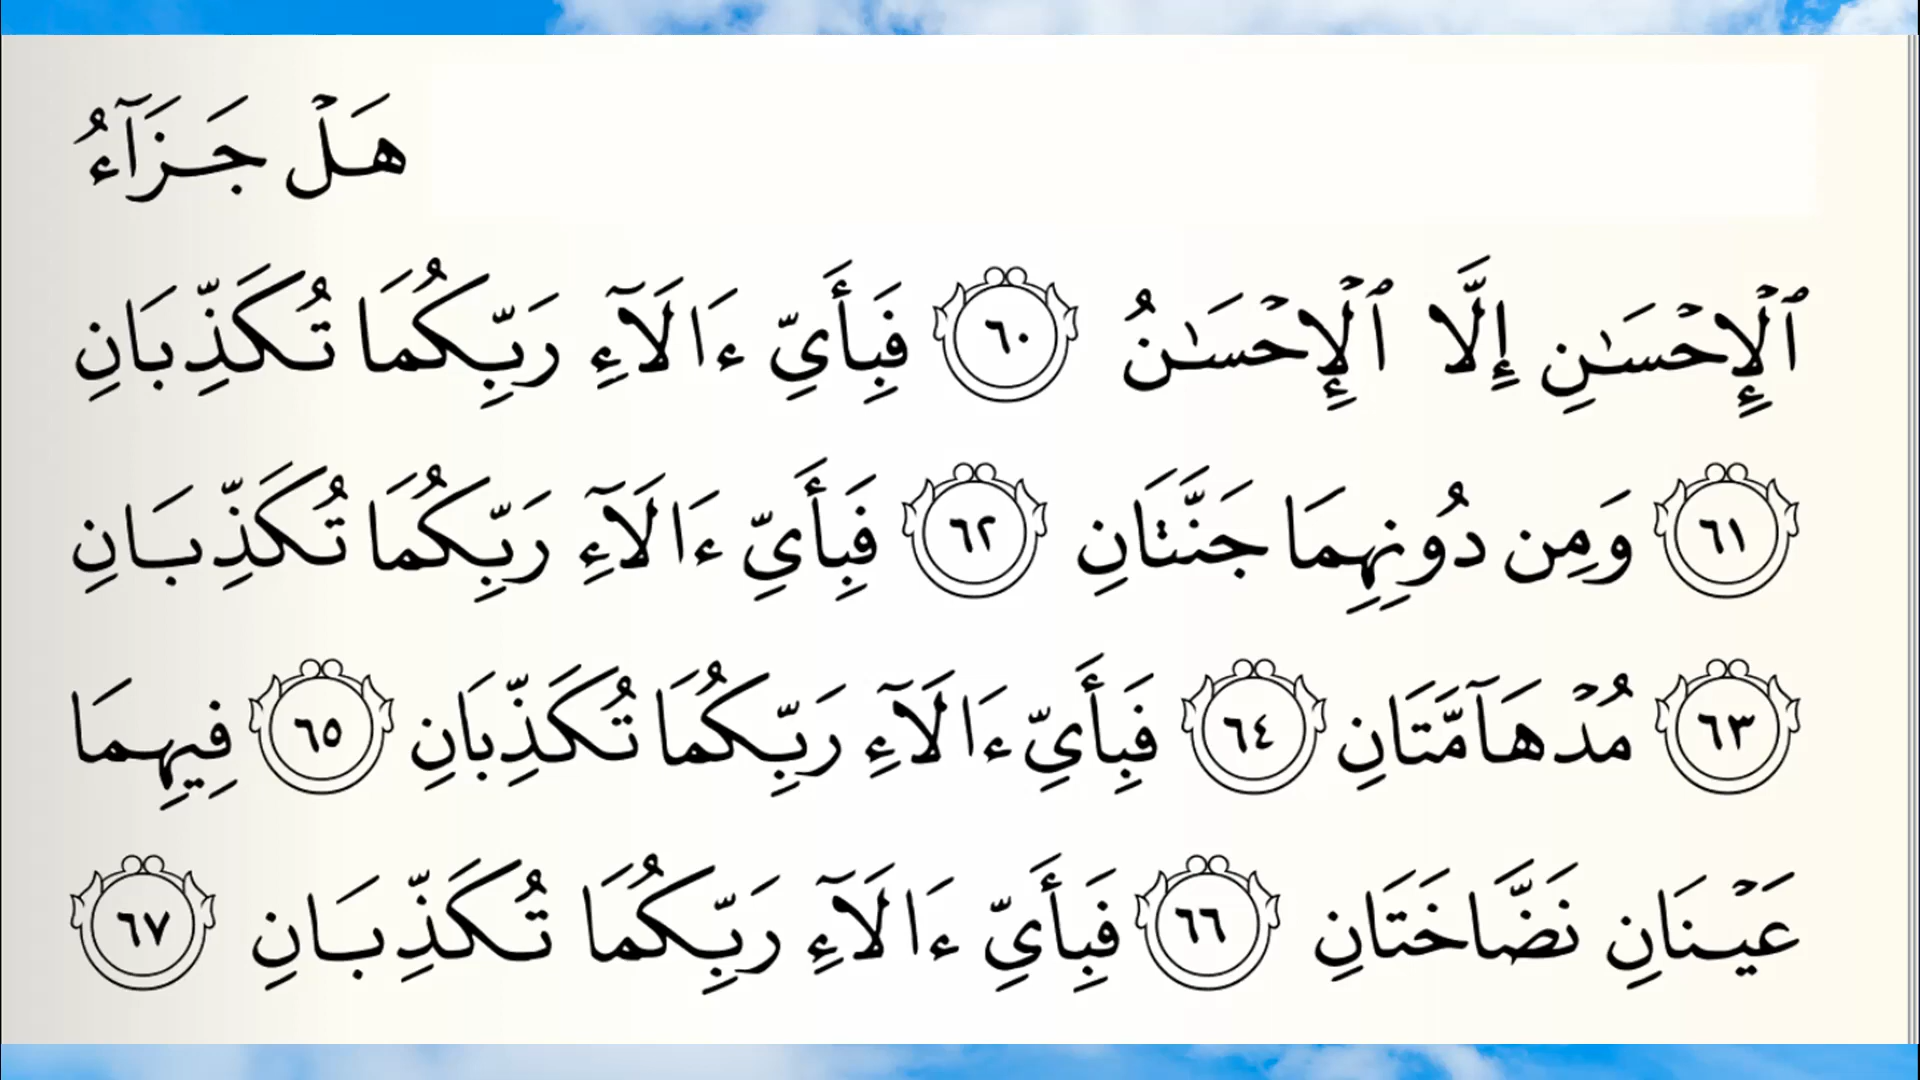 هَلۡ جَزَآءُ
ٱلۡإِحۡسَٰنِ إِلَّا ٱلۡإِحۡسَٰنُ ٦٠ فَبِأَيِّ ءَالَآءِ رَبِّكُمَا تُكَذِّبَانِ
٦١ وَمِن دُونِهِمَا جَنَّتَانِ ٦٢ فَبِأَيِّ ءَالَآءِ رَبِّكُمَا تُكَذِّبَانِ
٦٣ مُدۡهَآمَّتَانِ ٦٤ فَبِأَيِّ ءَالَآءِ رَبِّكُمَا تُكَذِّبَانِ ٦٥ فِيهِمَا
عَيۡنَانِ نَضَّاخَتَانِ ٦٦ فَبِأَيِّ ءَالَآءِ رَبِّكُمَا تُكَذِّبَانِ ٦٧